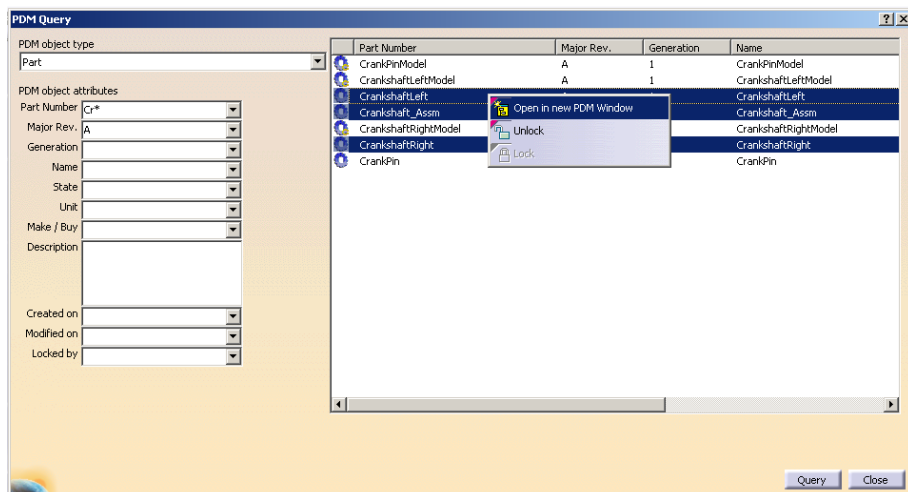 PDM Query
PDM object type
Part
PDM object attributes
Part Number Cr*
Major Rev. A
Generation
Name
State
Unit
Make / Buy
Description
Created on
Modified on
Locked by
Part Number Major Rev. Generation Name
CrankPinModel A 1 CrankPinModel
CrankshaftLeftModel A 1 CrankshaftLeftModel
CrankshaftLeft CrankshaftLeft
Crankshaft_Assm Crankshaft_Assm
CrankshaftRightModel CrankshaftRightModel
CrankshaftRight CrankshaftRight
CrankPin CrankPin
Open in new PDM Window
Unlock
Lock
Query Close